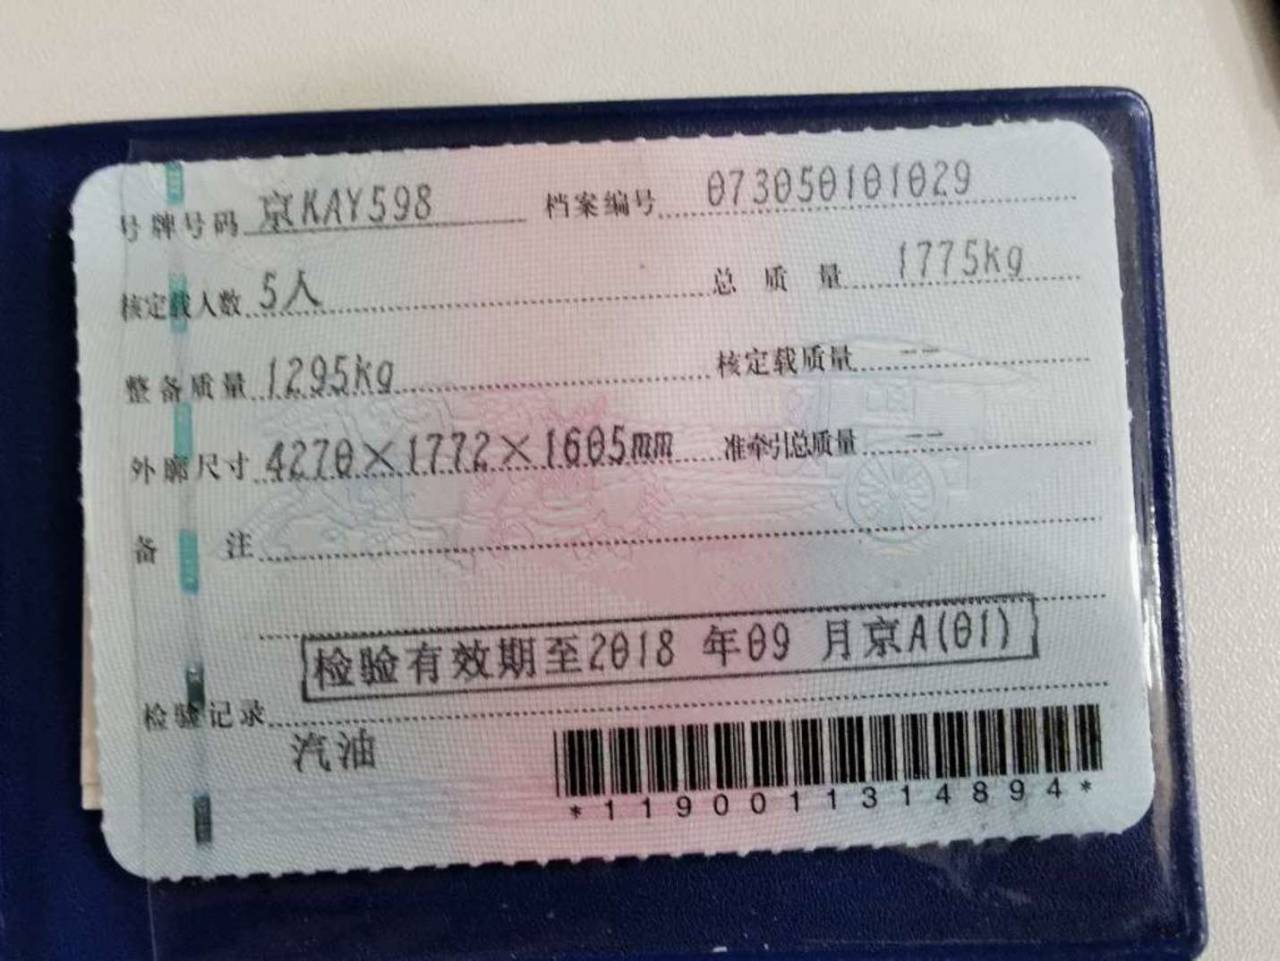 号牌号码 京KAY598 档案编号 073050101029
核定载人数 5人 总质量 1775kg
整备质量 1295kg 核定载质量 --
外廓尺寸 4270×1772×1605mm 准牵引总质量 --
备注
检验有效期至2018 年09 月京A(01)
检验记录
汽油
*1190011314894*